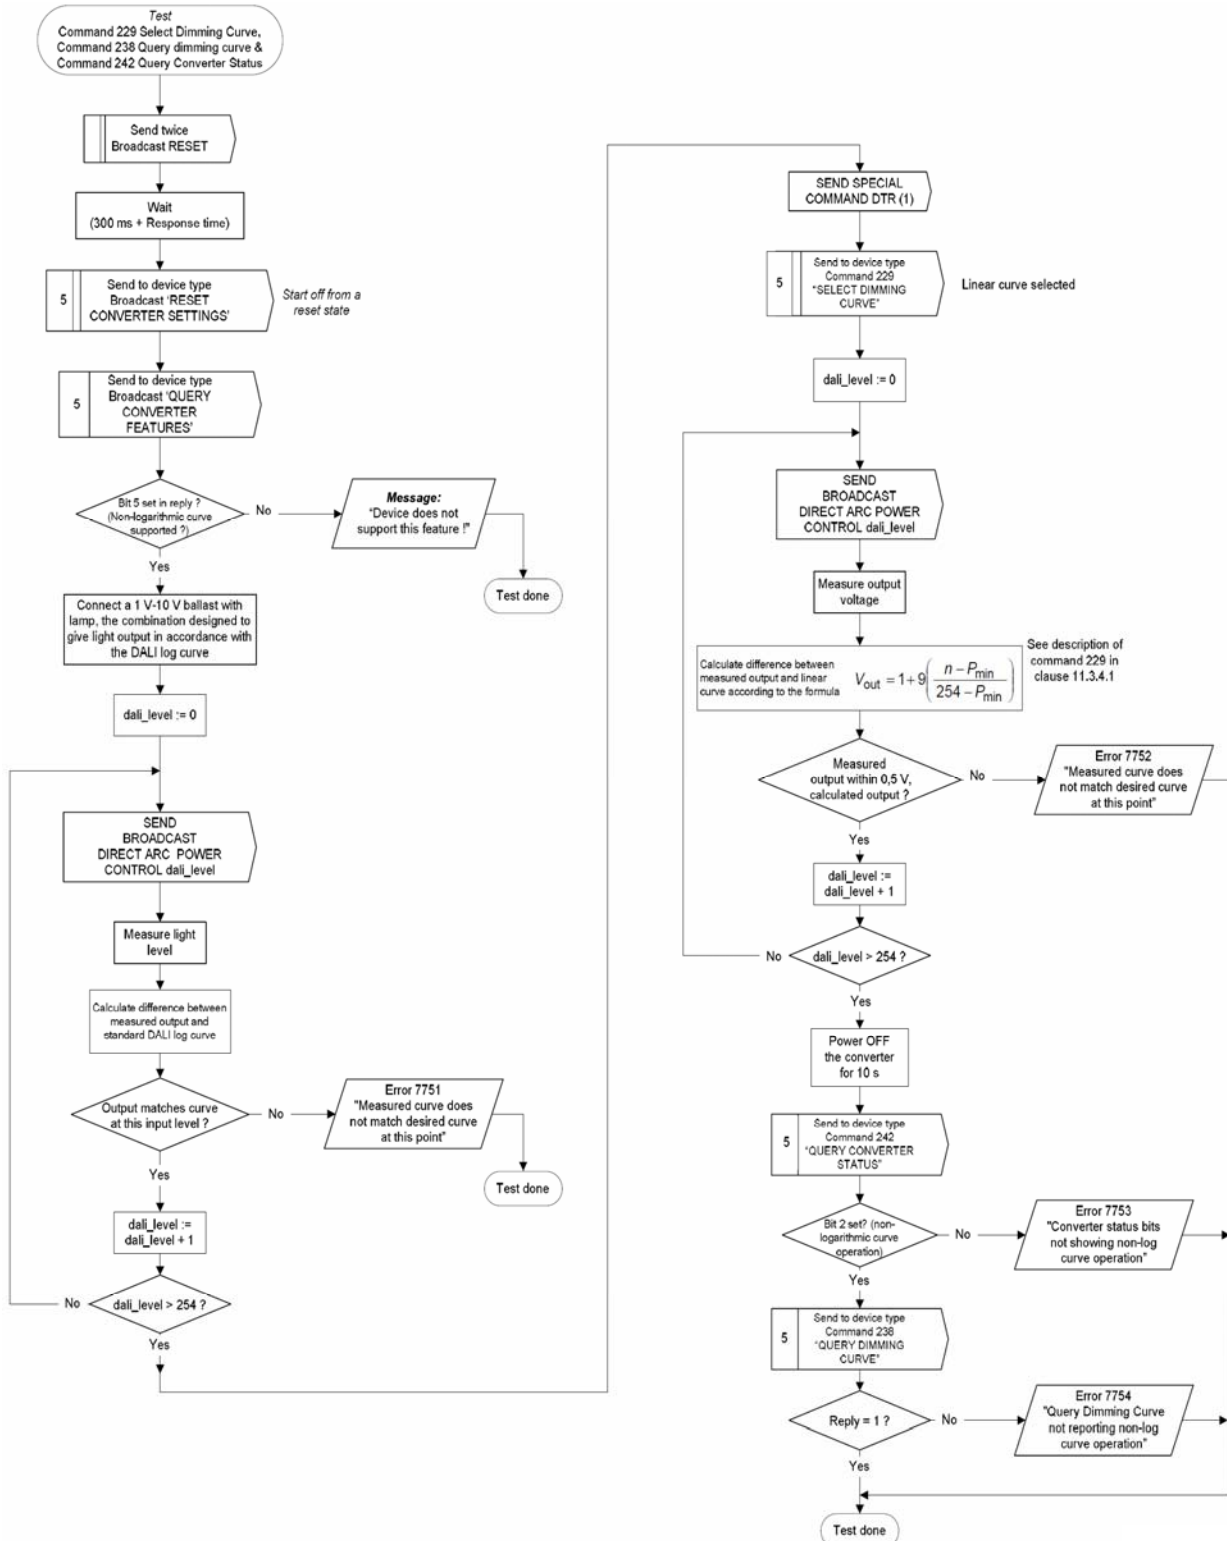 Test
Command 229 Select Dimming Curve,
Command 238 Query dimming curve &
Command 242 Query Converter Status
Send twice
Broadcast RESET
Wait
(300 ms + Response time)
5
Send to device type
Broadcast 'RESET
CONVERTER SETTINGS'
Start off from a
reset state
5
Send to device type
Broadcast 'QUERY
CONVERTER
FEATURES'
Bit 5 set in reply ?
(Non-logarithmic curve
supported ?)
No
Message:
"Device does not
support this feature !"
Test done
Yes
Connect a 1 V-10 V ballast with
lamp, the combination designed to
give light output in accordance with
the DALI log curve
dali_level := 0
SEND
BROADCAST
DIRECT ARC POWER
CONTROL dali_level
Measure light
level
Calculate difference between
measured output and
standard DALI log curve
Output matches curve
at this input level ?
No
Error 7751
"Measured curve does
not match desired curve
at this point"
Test done
Yes
dali_level :=
dali_level + 1
dali_level > 254 ?
No
Yes
SEND SPECIAL
COMMAND DTR (1)
5
Send to device type
Command 229
"SELECT DIMMING
CURVE"
Linear curve selected
dali_level := 0
SEND
BROADCAST
DIRECT ARC POWER
CONTROL dali_level
Measure output
voltage
Calculate difference between
measured output and linear
curve according to the formula
V_out = 1 + 9((n − P_min)/(254 − P_min))
See description of
command 229 in
clause 11.3.4.1
Measured
output within 0,5 V,
calculated output ?
No
Error 7752
"Measured curve does
not match desired curve
at this point"
Yes
dali_level :=
dali_level + 1
No
dali_level > 254 ?
Yes
Power OFF
the converter
for 10 s
5
Send to device type
Command 242
"QUERY CONVERTER
STATUS"
Bit 2 set? (non-
logarithmic curve
operation)
No
Error 7753
"Converter status bits
not showing non-log
curve operation"
Yes
5
Send to device type
Command 238
"QUERY DIMMING
CURVE"
Reply = 1 ?
No
Error 7754
"Query Dimming Curve
not reporting non-log
curve operation"
Yes
Test done